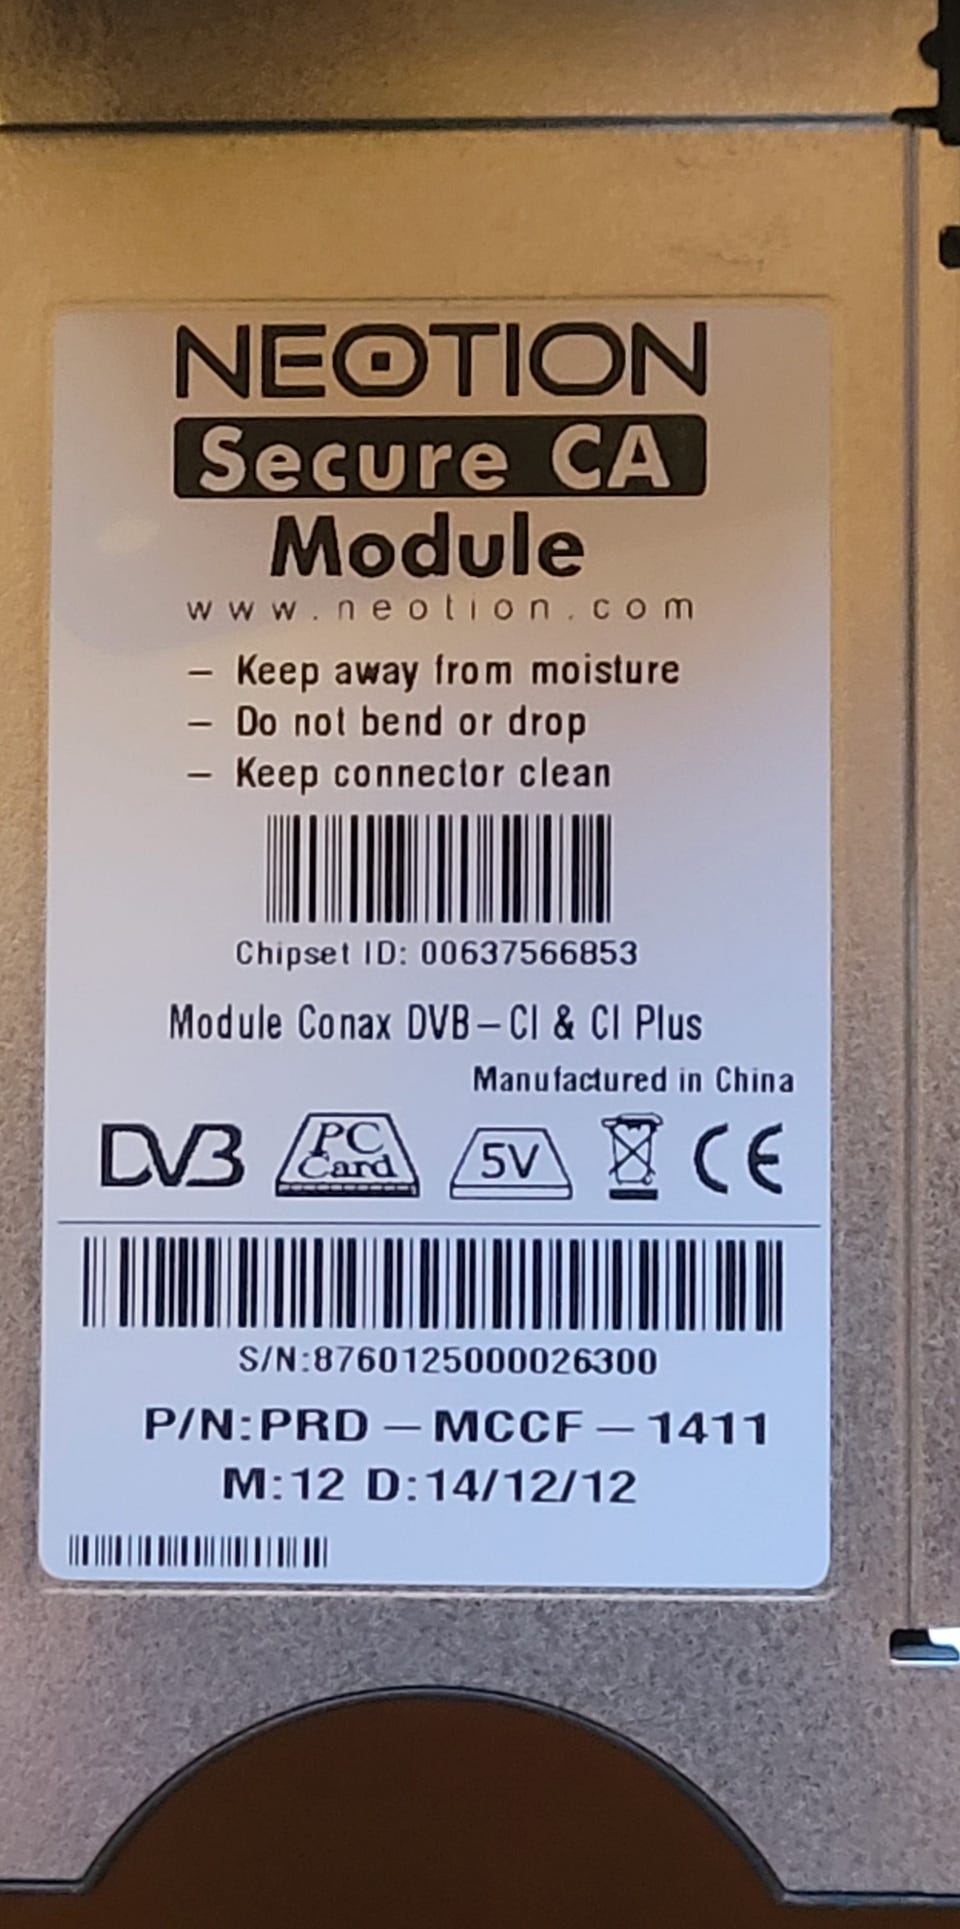 NEOTION
Secure CA
Module
www.neotion.com
– Keep away from moisture
– Do not bend or drop
– Keep connector clean
Chipset ID: 00637566853
Module Conax DVB–CI & CI Plus
Manufactured in China
DVB PC Card 5V CE
S/N:8760125000026300
P/N:PRD–MCCF–1411
M:12 D:14/12/12